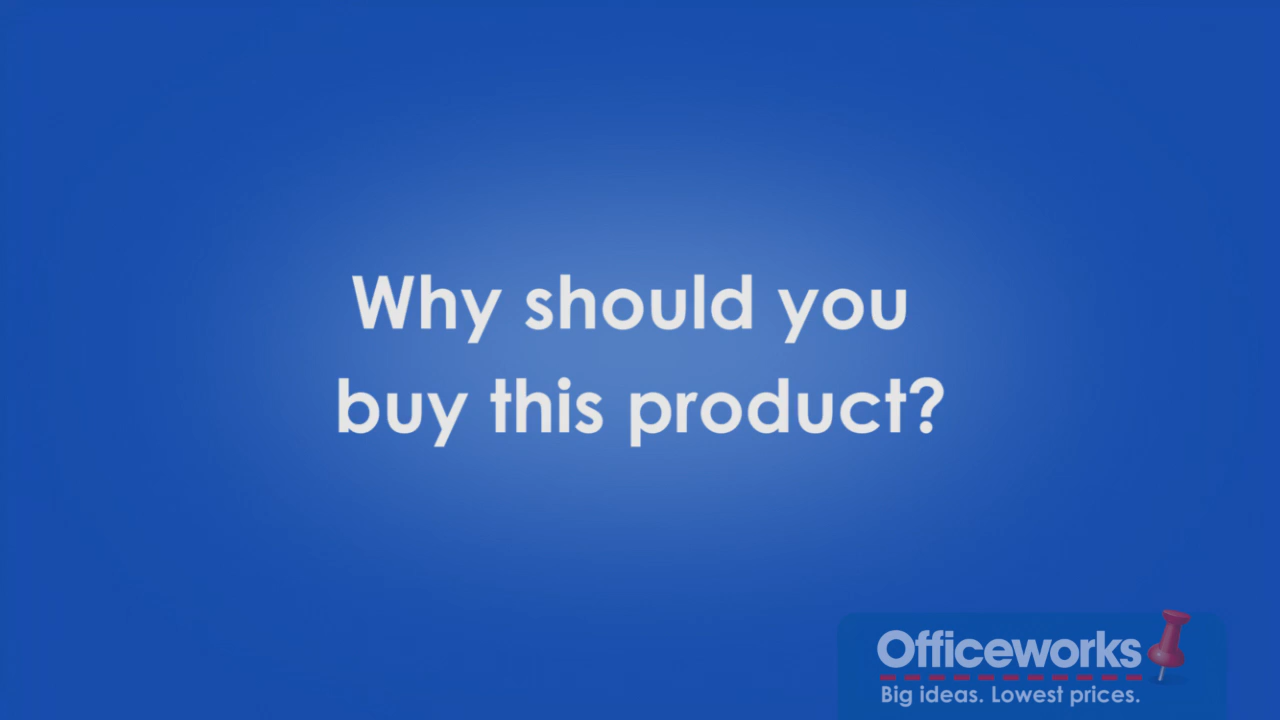 Why should you
buy this product?
Officeworks
Big ideas. Lowest prices.